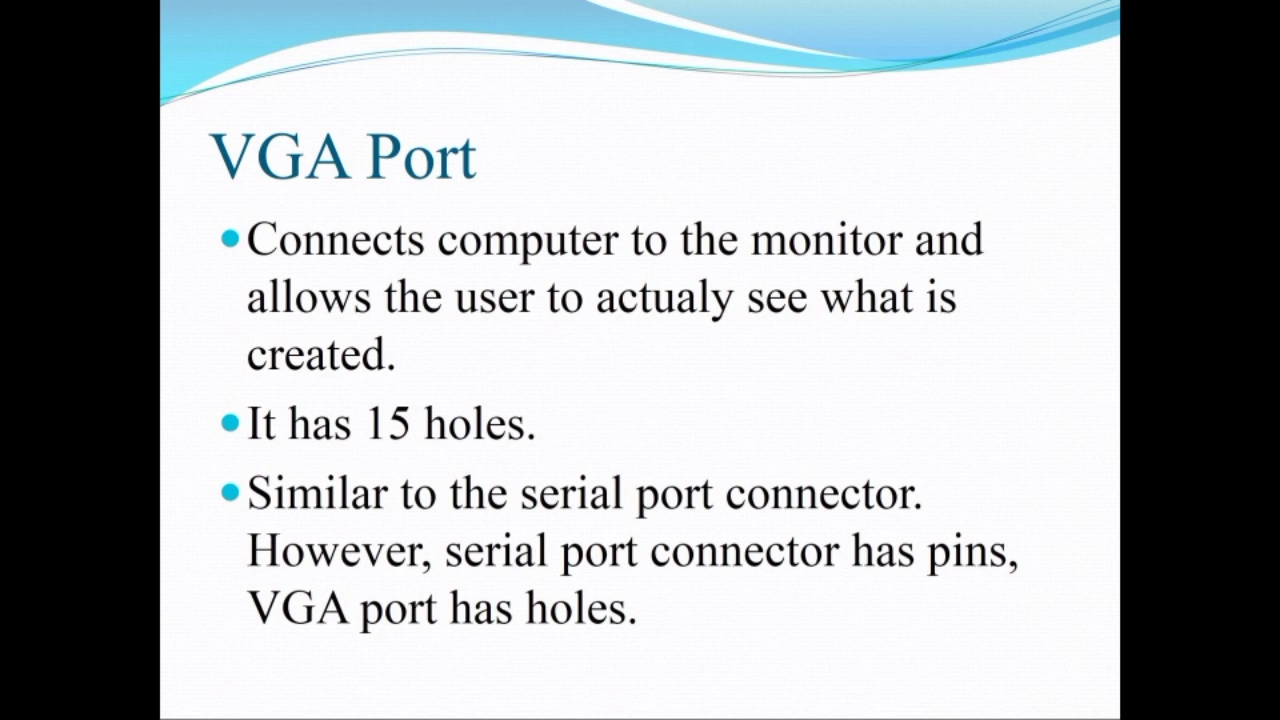 VGA Port
•Connects computer to the monitor and
allows the user to actualy see what is
created.
•It has 15 holes.
•Similar to the serial port connector.
However, serial port connector has pins,
VGA port has holes.